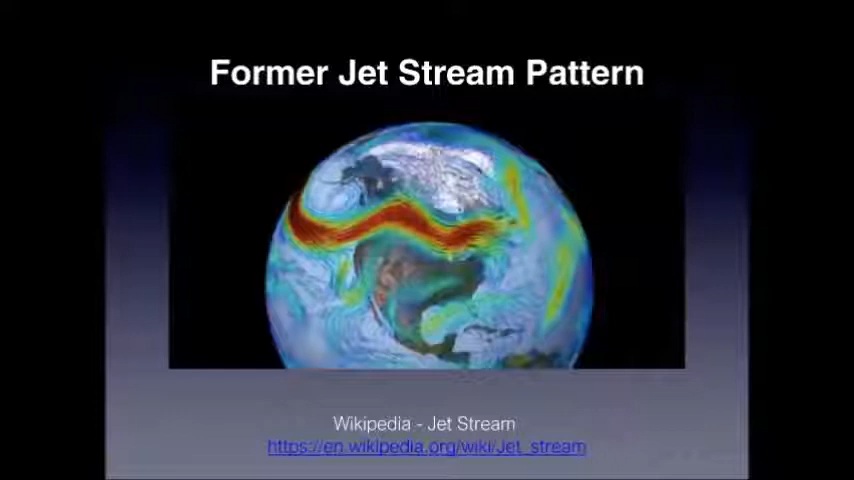 Former Jet Stream Pattern
Wikipedia - Jet Stream
https://en.wikipedia.org/wiki/Jet_stream